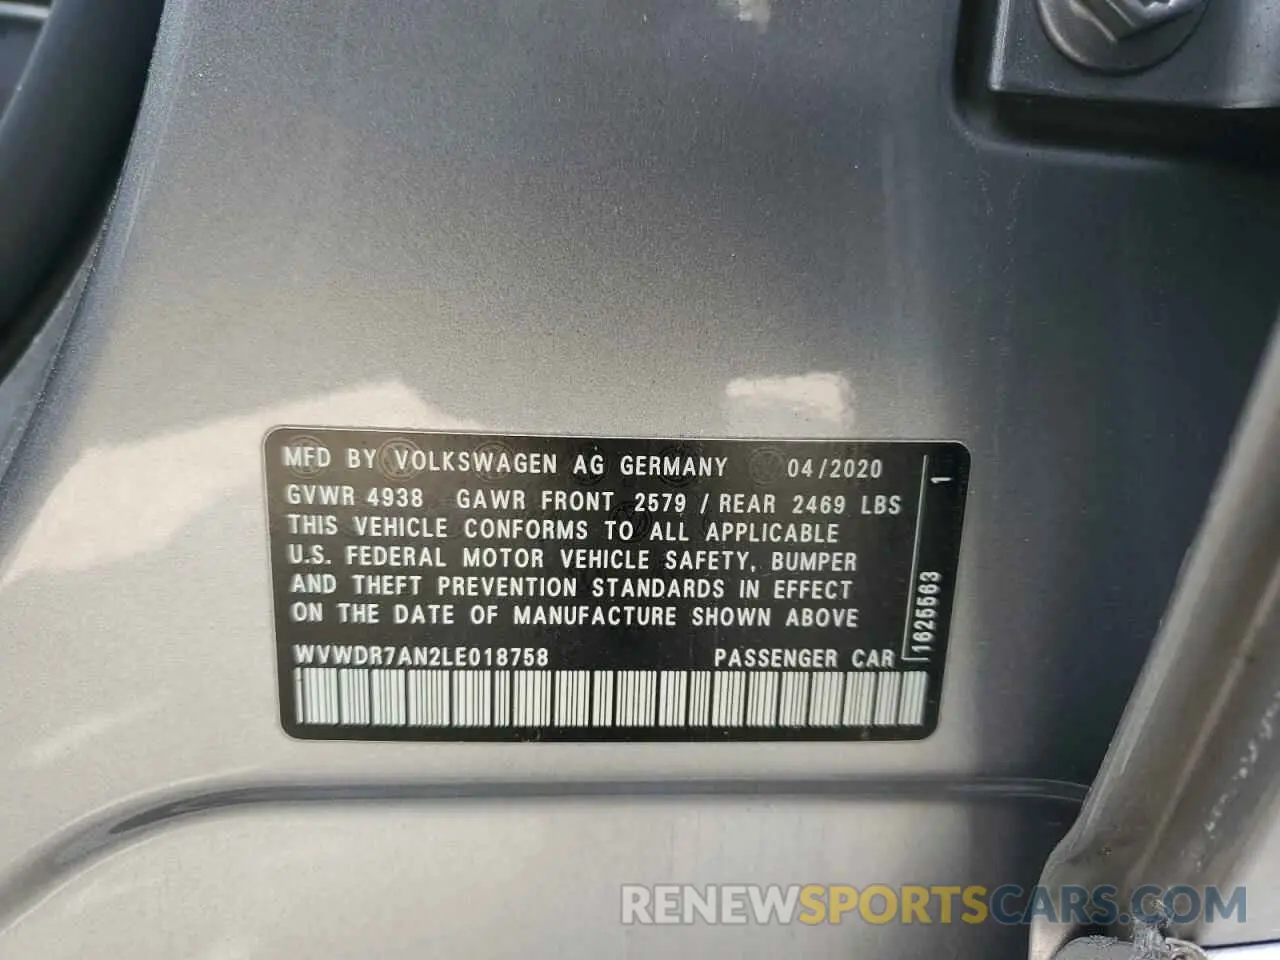 MFD BY VOLKSWAGEN AG GERMANY 04/2020
GVWR 4938 GAWR FRONT 2579 / REAR 2469 LBS
THIS VEHICLE CONFORMS TO ALL APPLICABLE
U.S. FEDERAL MOTOR VEHICLE SAFETY, BUMPER
AND THEFT PREVENTION STANDARDS IN EFFECT
ON THE DATE OF MANUFACTURE SHOWN ABOVE
WVWDR7AN2LE018758 PASSENGER CAR
1625563 1
RENEWSPORTSCARS.COM